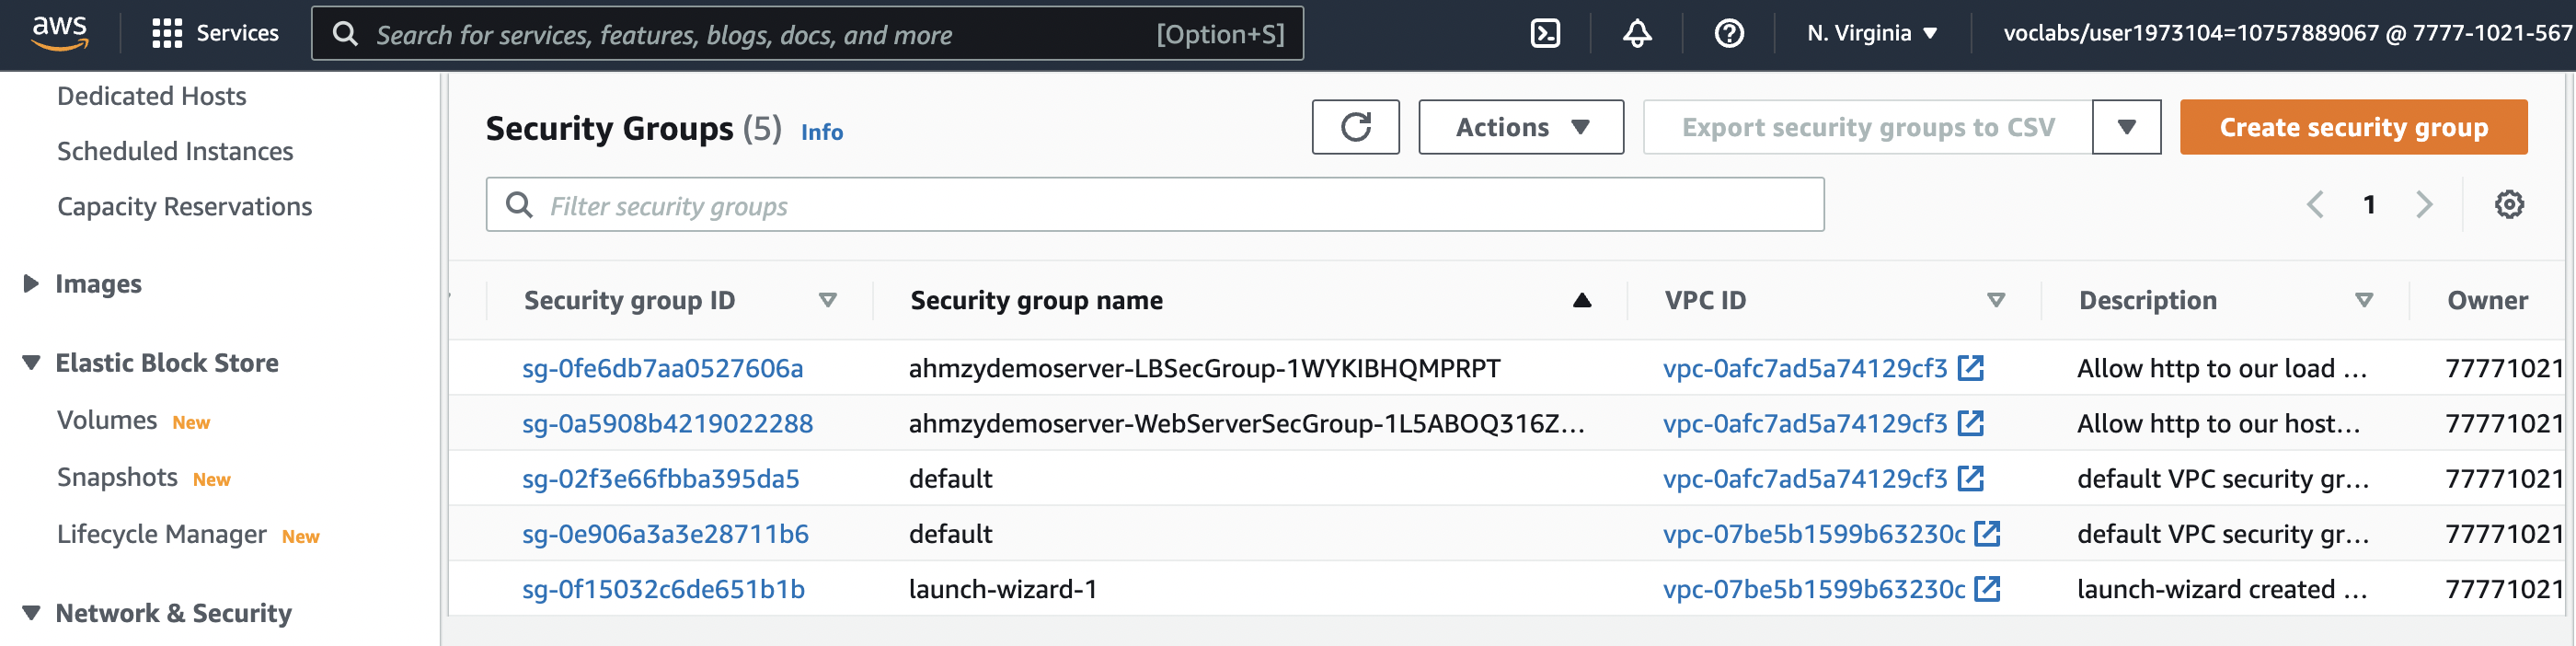 aws
Services
Search for services, features, blogs, docs, and more
[Option+S]
N. Virginia
voclabs/user1973104=10757889067 @ 7777-1021-567
Dedicated Hosts
Scheduled Instances
Capacity Reservations
Images
Elastic Block Store
Volumes New
Snapshots New
Lifecycle Manager New
Network & Security
Security Groups (5) Info
Actions
Export security groups to CSV
Create security group
Filter security groups
1
Security group ID Security group name VPC ID Description Owner
sg-0fe6db7aa0527606a ahmzydemoserver-LBSecGroup-1WYKIBHQMPRPT vpc-0afc7ad5a74129cf3 Allow http to our load ... 77771021
sg-0a5908b4219022288 ahmzydemoserver-WebServerSecGroup-1L5ABOQ316Z... vpc-0afc7ad5a74129cf3 Allow http to our host... 77771021
sg-02f3e66fbba395da5 default vpc-0afc7ad5a74129cf3 default VPC security gr... 77771021
sg-0e906a3a3e28711b6 default vpc-07be5b1599b63230c default VPC security gr... 77771021
sg-0f15032c6de651b1b launch-wizard-1 vpc-07be5b1599b63230c launch-wizard created ... 77771021